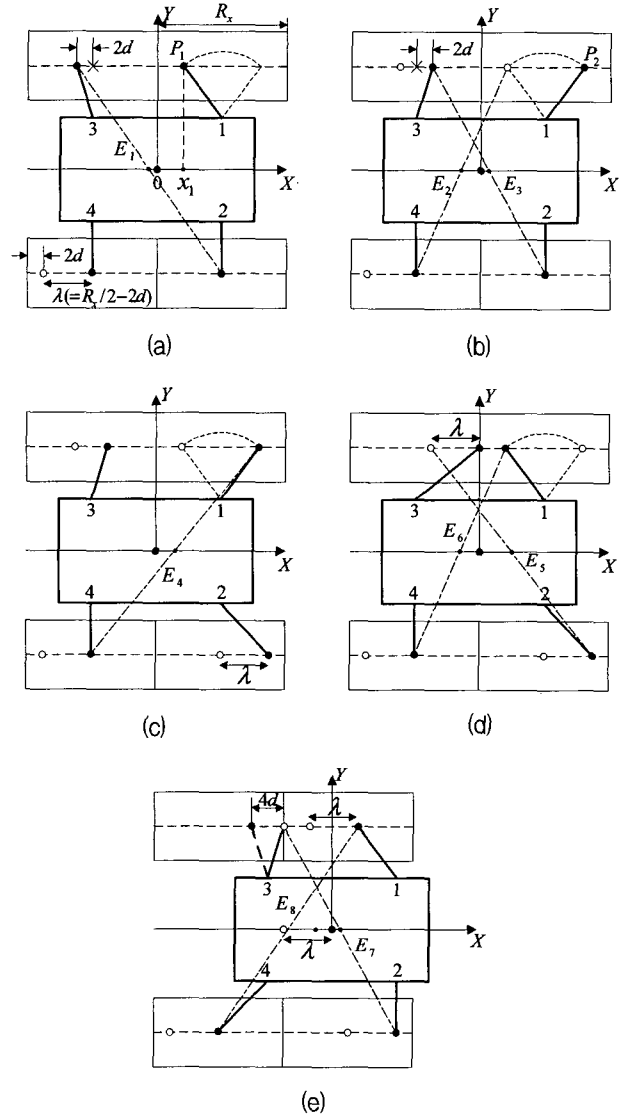 Y R_x
2d P_1
3 1
E_1
0 x_1 X
4 2
2d
λ(=R_x/2-2d)
(a)
Y
2d P_2
3 1
E_2 E_3 X
4 2
(b)
Y
3 1
X
E_4
4 2
λ
(c)
Y
λ
3 1
E_6 E_5 X
4 2
(d)
Y
4d λ
3 1
E_8
X
λ E_7
4 2
(e)